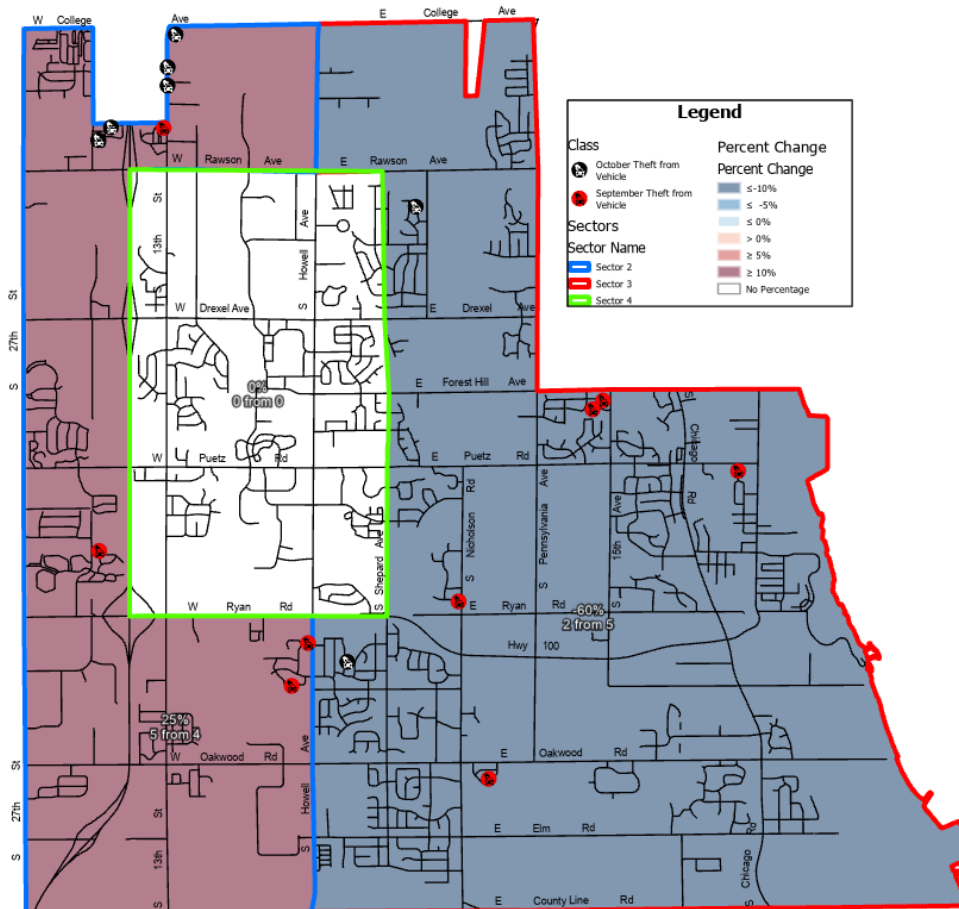 W College Ave
E College Ave
W Rawson Ave
E Rawson Ave
St
13th
S
Ave
Howell
S
W Drexel Ave
E Drexel Ave
St
27th
S
0%
0 from 0
E Forest Hill Ave
W Puetz Rd
E Puetz Rd
S
Chicago
Rd
Rd
Nicholson
S
Ave
Pennsylvania
S
Ave
15th
S
S Shepard Ave
W Ryan Rd
E Ryan Rd
-60%
2 from 5
Hwy 100
25%
5 from 4
W Oakwood Rd
E Oakwood Rd
St
27th
S
St
13th
S
Ave
Howell
S
E Elm Rd
Rd
Chicago
S
E County Line Rd
Legend
Class
October Theft from
Vehicle
September Theft from
Vehicle
Sectors
Sector Name
Sector 2
Sector 3
Sector 4
Percent Change
Percent Change
≤-10%
≤ -5%
≤ 0%
> 0%
≥ 5%
≥ 10%
No Percentage